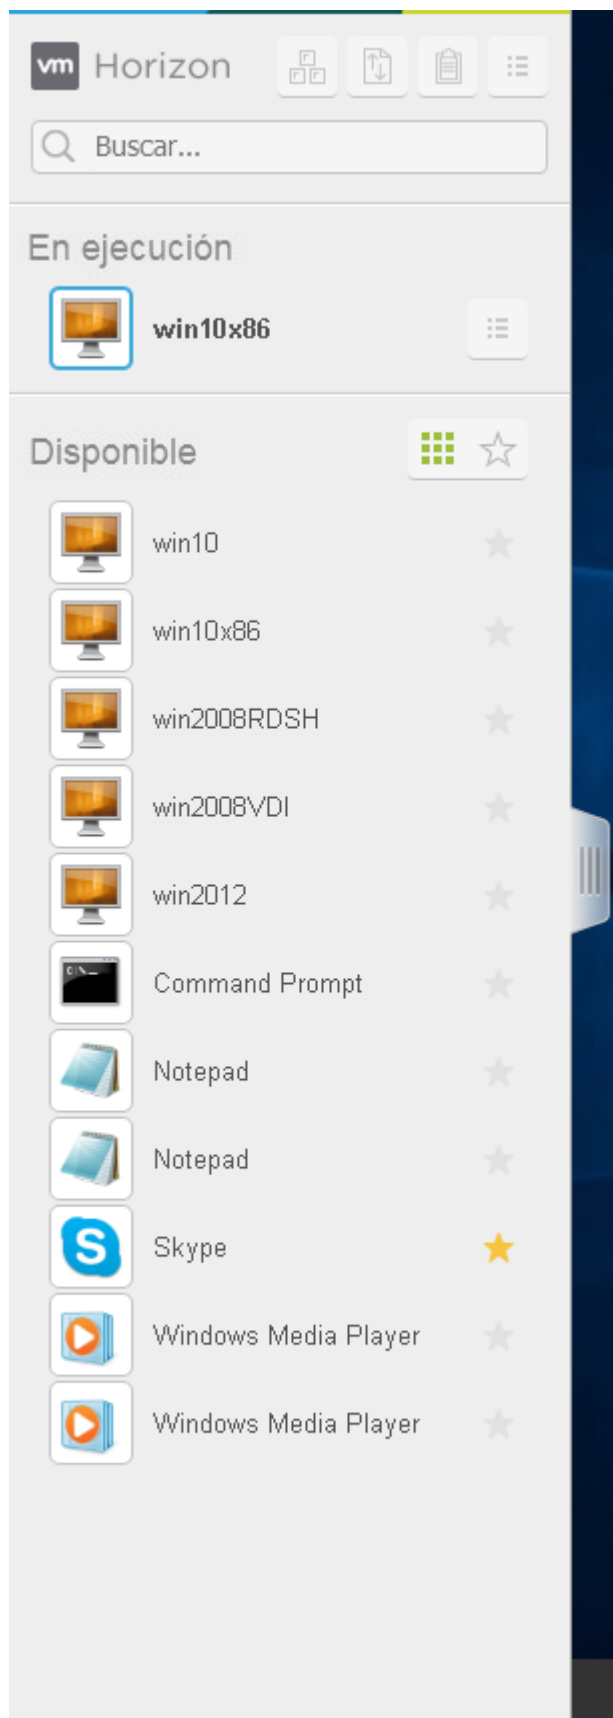 vm Horizon
Buscar...
En ejecución
win10x86
Disponible
win10
win10x86
win2008RDSH
win2008VDI
win2012
Command Prompt
Notepad
Notepad
Skype
Windows Media Player
Windows Media Player